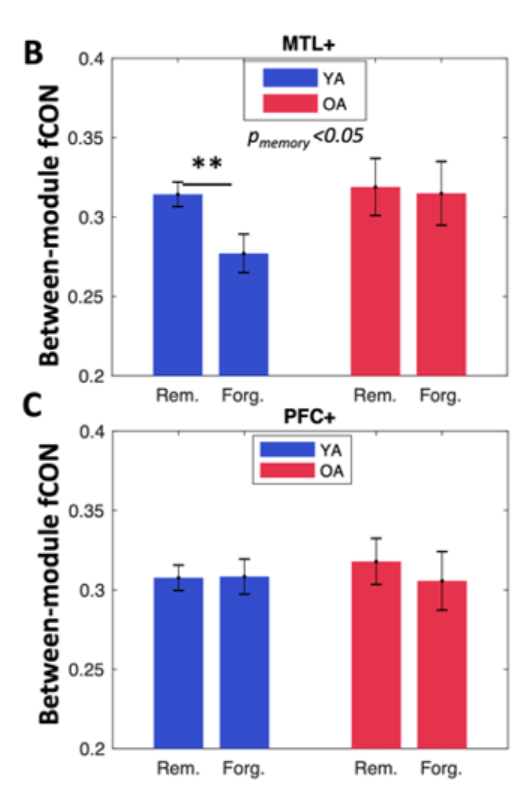 B
MTL+
0.4
YA
OA
p_memory <0.05
0.35
**
0.3
0.25
0.2
Between-module fCON
Rem. Forg. Rem. Forg.
C
PFC+
0.4
YA
OA
0.35
0.3
0.25
0.2
Between-module fCON
Rem. Forg. Rem. Forg.